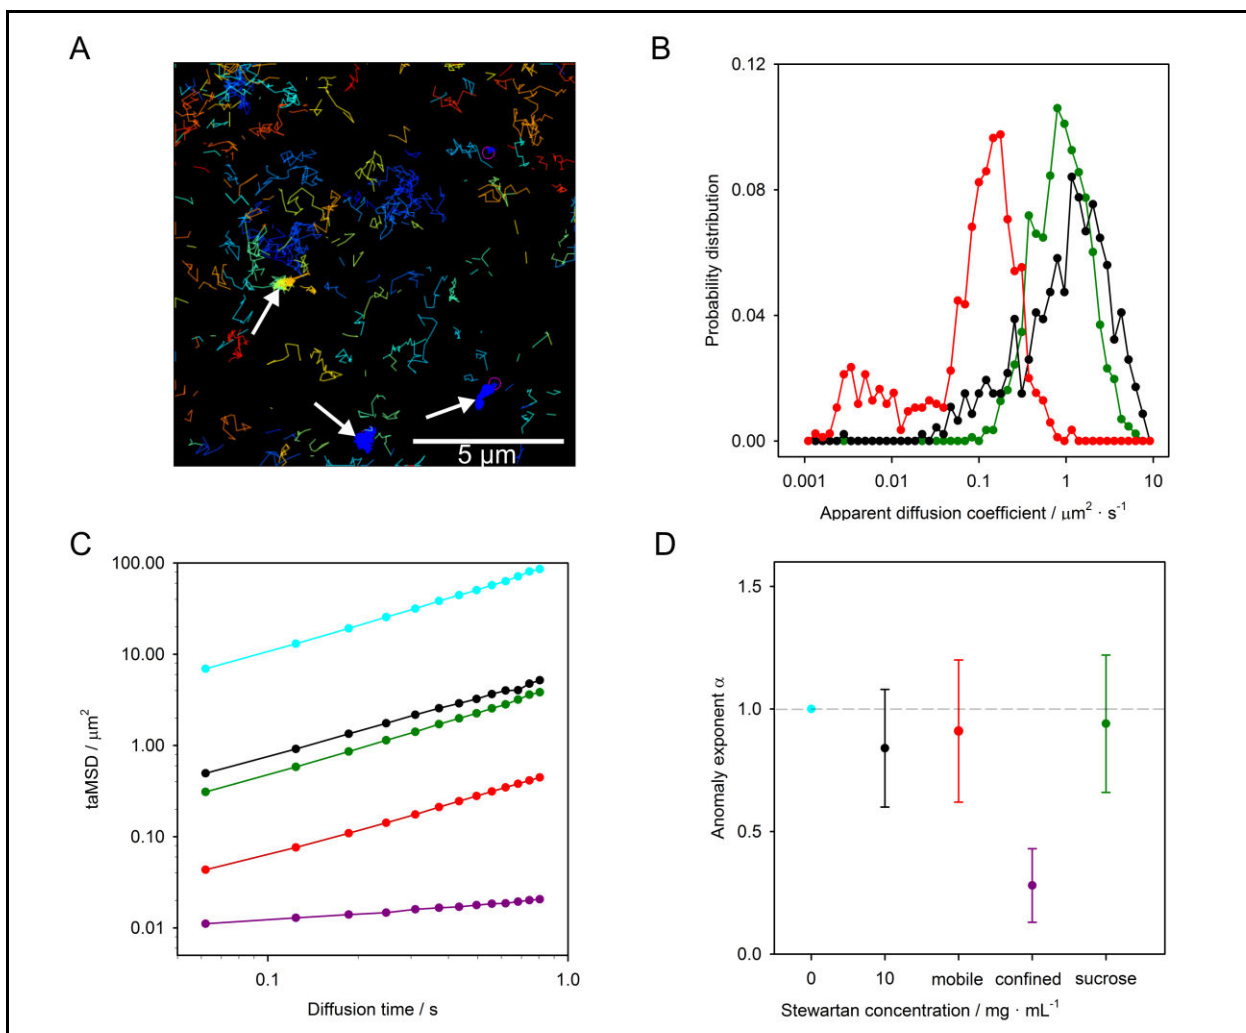 A
5 μm
B
0.12
0.08
0.04
0.00
Probability distribution
0.001
0.01
0.1
1
10
Apparent diffusion coefficient / μm² · s⁻¹
C
100.00
10.00
1.00
0.10
0.01
taMSD / μm²
0.1
1.0
Diffusion time / s
D
1.5
1.0
0.5
0.0
Anomaly exponent α
0
10
mobile
confined
sucrose
Stewartan concentration / mg · mL⁻¹